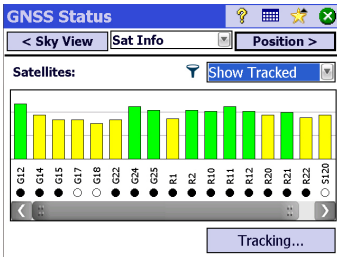 GNSS Status
< Sky View
Sat Info
Position >
Satellites:
Show Tracked
G12 G14 G15 G17 G18 G22 G24 G25 R1 R2 R10 R11 R12 R20 R21 R22 S120
Tracking...